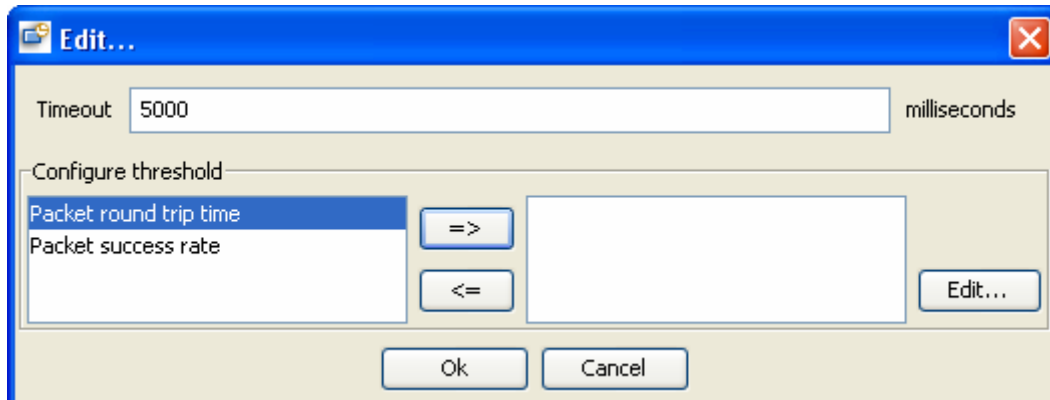 Edit...
Timeout 5000 milliseconds
Configure threshold
Packet round trip time
Packet success rate
=>
<=
Edit...
Ok Cancel